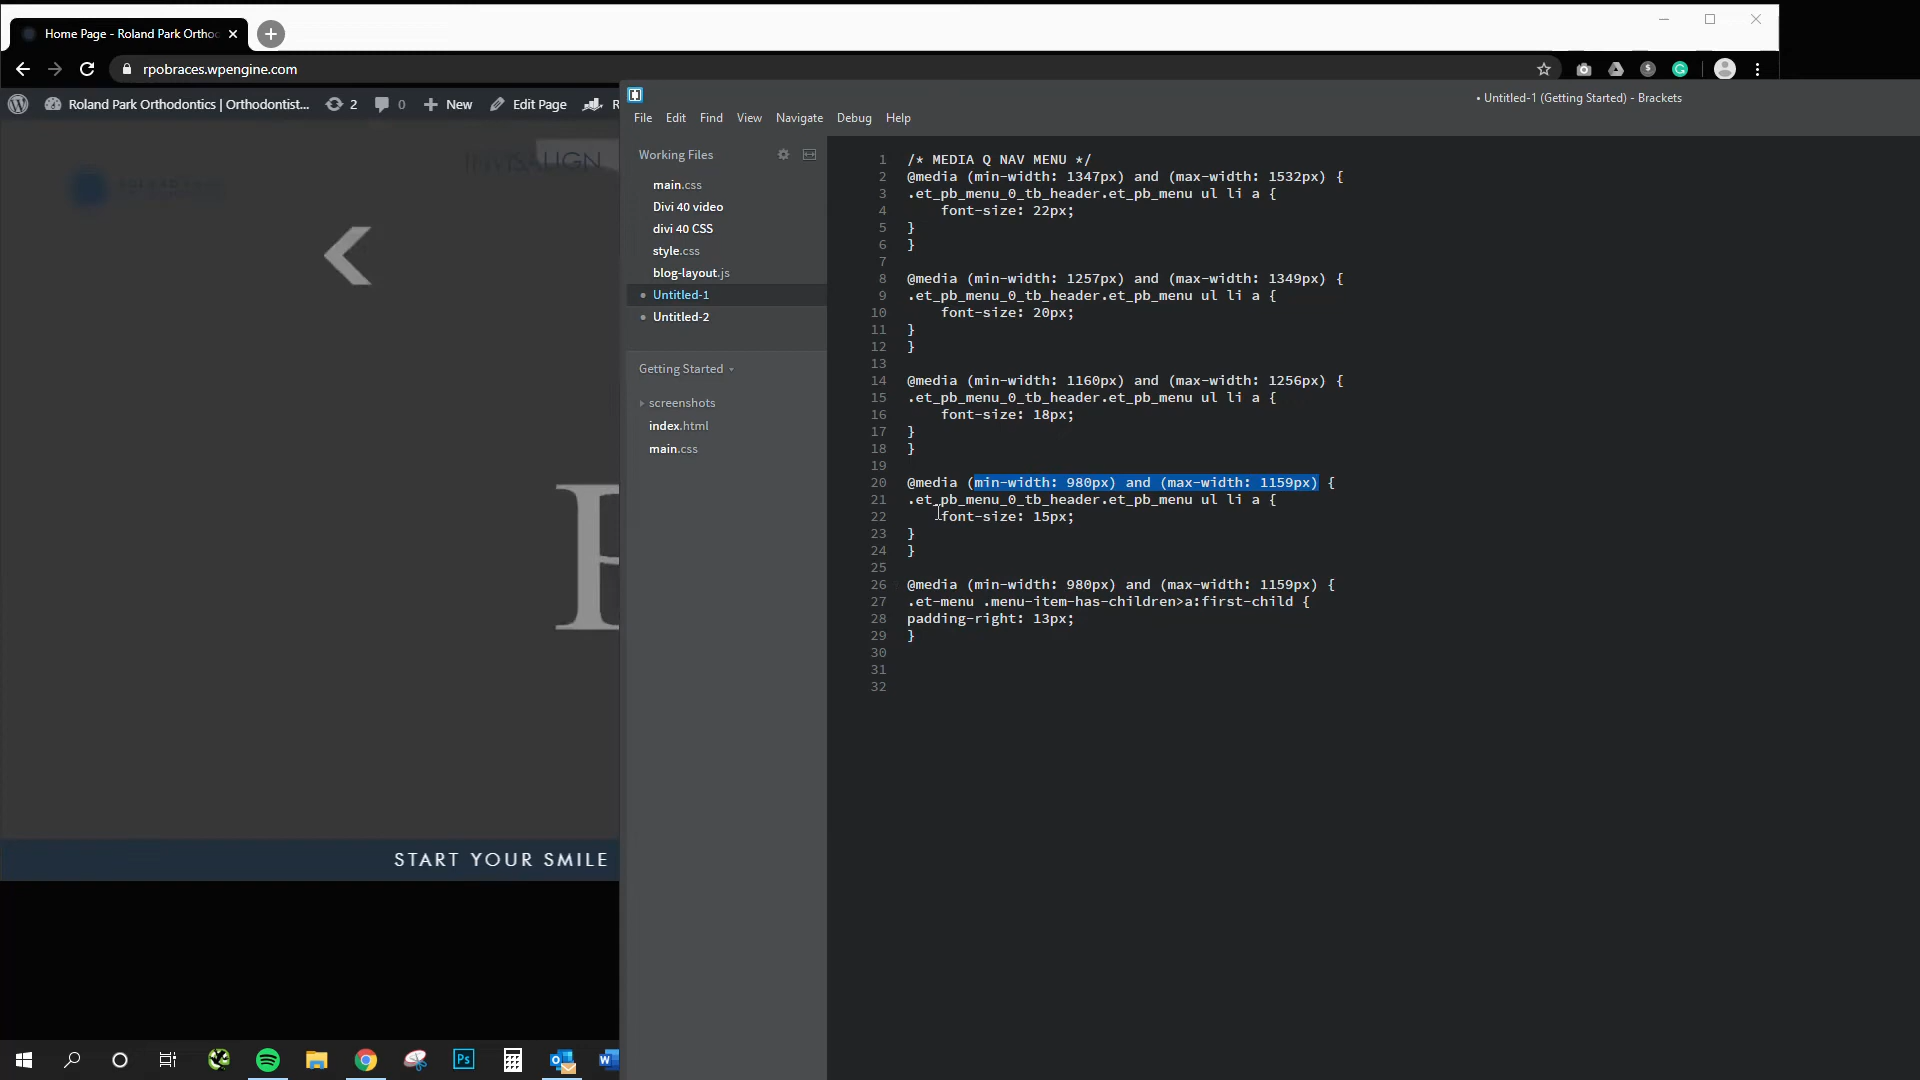 Home Page - Roland Park Ortho
rpobraces.wpengine.com
Roland Park Orthodontics | Orthodontist... 2 0 New Edit Page R
INVISALIGN
START YOUR SMILE
• Untitled-1 (Getting Started) - Brackets
File Edit Find View Navigate Debug Help
Working Files
main.css
Divi 40 video
divi 40 CSS
style.css
blog-layout.js
Untitled-1
Untitled-2
Getting Started
screenshots
index.html
main.css
1 /* MEDIA Q NAV MENU */
2 @media (min-width: 1347px) and (max-width: 1532px) {
3 .et_pb_menu_0_tb_header.et_pb_menu ul li a {
4 font-size: 22px;
5 }
6 }
7
8 @media (min-width: 1257px) and (max-width: 1349px) {
9 .et_pb_menu_0_tb_header.et_pb_menu ul li a {
10 font-size: 20px;
11 }
12 }
13
14 @media (min-width: 1160px) and (max-width: 1256px) {
15 .et_pb_menu_0_tb_header.et_pb_menu ul li a {
16 font-size: 18px;
17 }
18 }
19
20 @media (min-width: 980px) and (max-width: 1159px) {
21 .et_pb_menu_0_tb_header.et_pb_menu ul li a {
22 font-size: 15px;
23 }
24 }
25
26 @media (min-width: 980px) and (max-width: 1159px) {
27 .et-menu .menu-item-has-children>a:first-child {
28 padding-right: 13px;
29 }
30
31
32
Ps